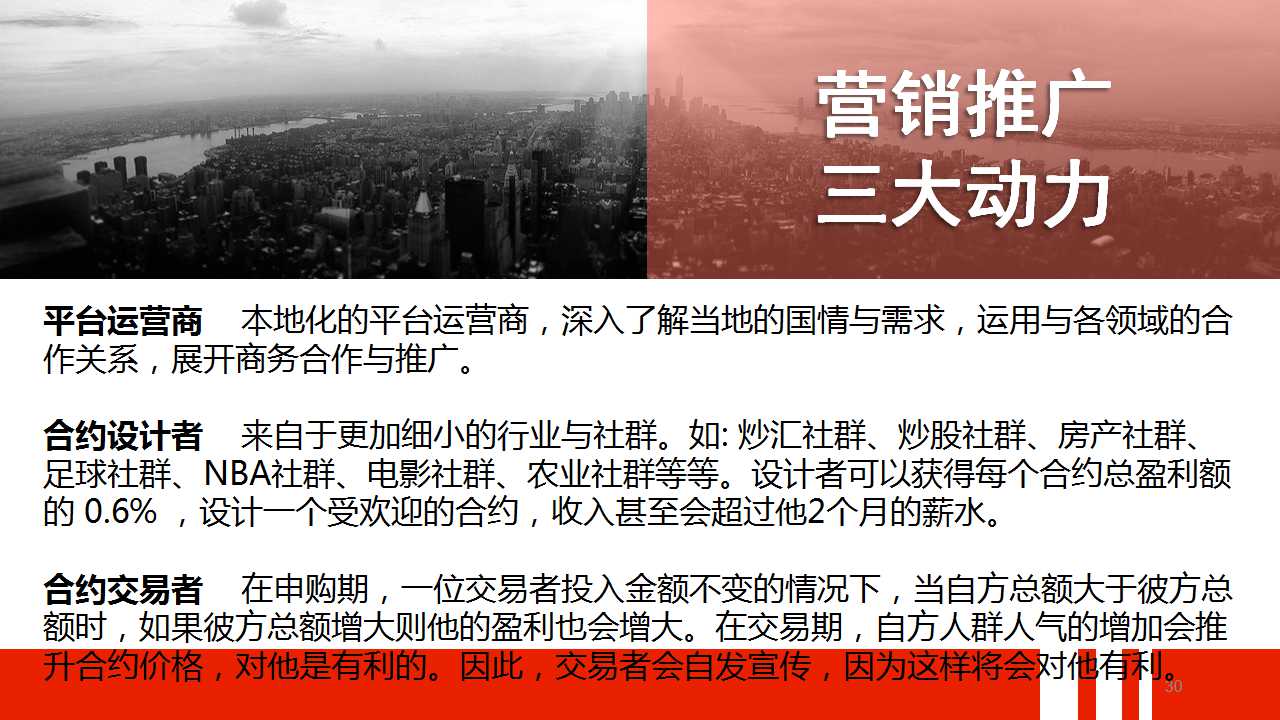 营销推广
三大动力
平台运营商 本地化的平台运营商，深入了解当地的国情与需求，运用与各领域的合
作关系，展开商务合作与推广。
合约设计者 来自于更加细小的行业与社群。如: 炒汇社群、炒股社群、房产社群、
足球社群、NBA社群、电影社群、农业社群等等。设计者可以获得每个合约总盈利额
的 0.6% ，设计一个受欢迎的合约，收入甚至会超过他2个月的薪水。
合约交易者 在申购期，一位交易者投入金额不变的情况下，当自方总额大于彼方总
额时，如果彼方总额增大则他的盈利也会增大。在交易期，自方人群人气的增加会推
升合约价格，对他是有利的。因此，交易者会自发宣传，因为这样将会对他有利。
30